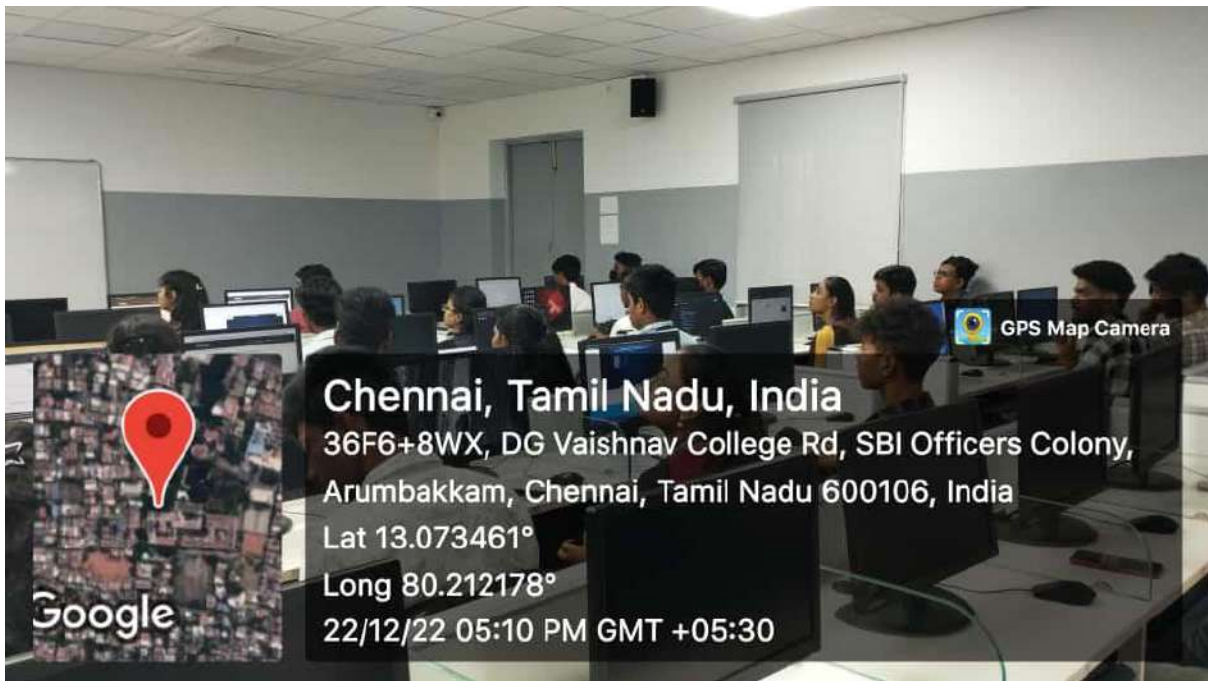 GPS Map Camera
Chennai, Tamil Nadu, India
36F6+8WX, DG Vaishnav College Rd, SBI Officers Colony,
Arumbakkam, Chennai, Tamil Nadu 600106, India
Lat 13.073461°
Long 80.212178°
22/12/22 05:10 PM GMT +05:30
Google